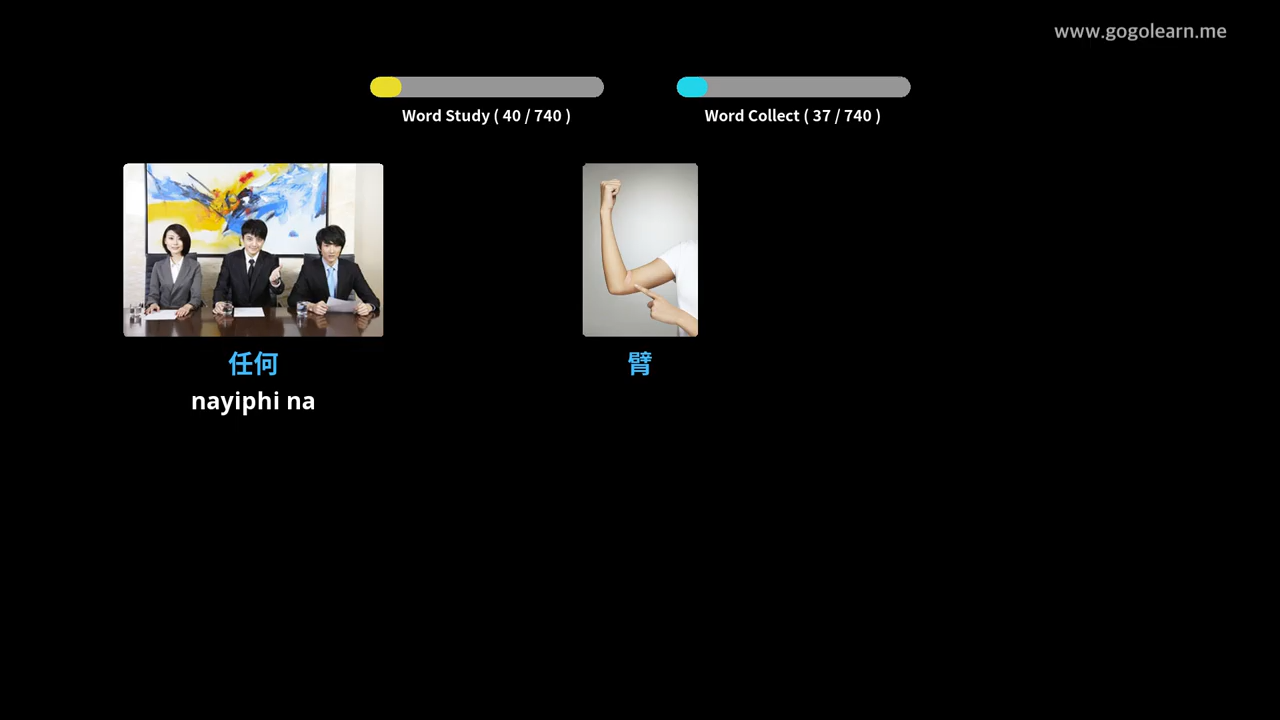 www.gogolearn.me
Word Study ( 40 / 740 )
Word Collect ( 37 / 740 )
任何
nayiphi na
臂